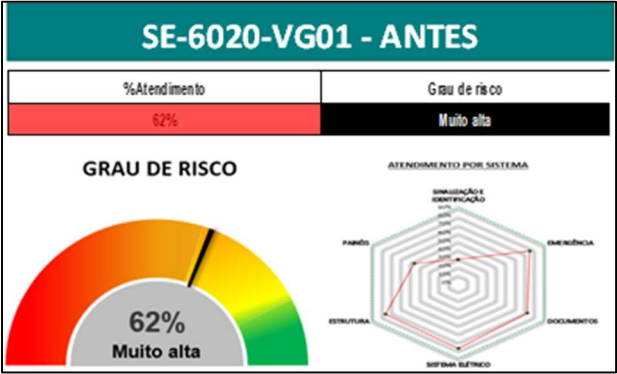 SE-6020-VG01 - ANTES
%Atendimento Grau de risco
62% Muito alta
GRAU DE RISCO
ATENDIMENTO POR SISTEMA
SINALIZAÇÃO E
IDENTIFICAÇÃO
PAINÉIS
EMERGÊNCIA
ESTRUTURA
DOCUMENTOS
SISTEMA ELÉTRICO
62%
Muito alta